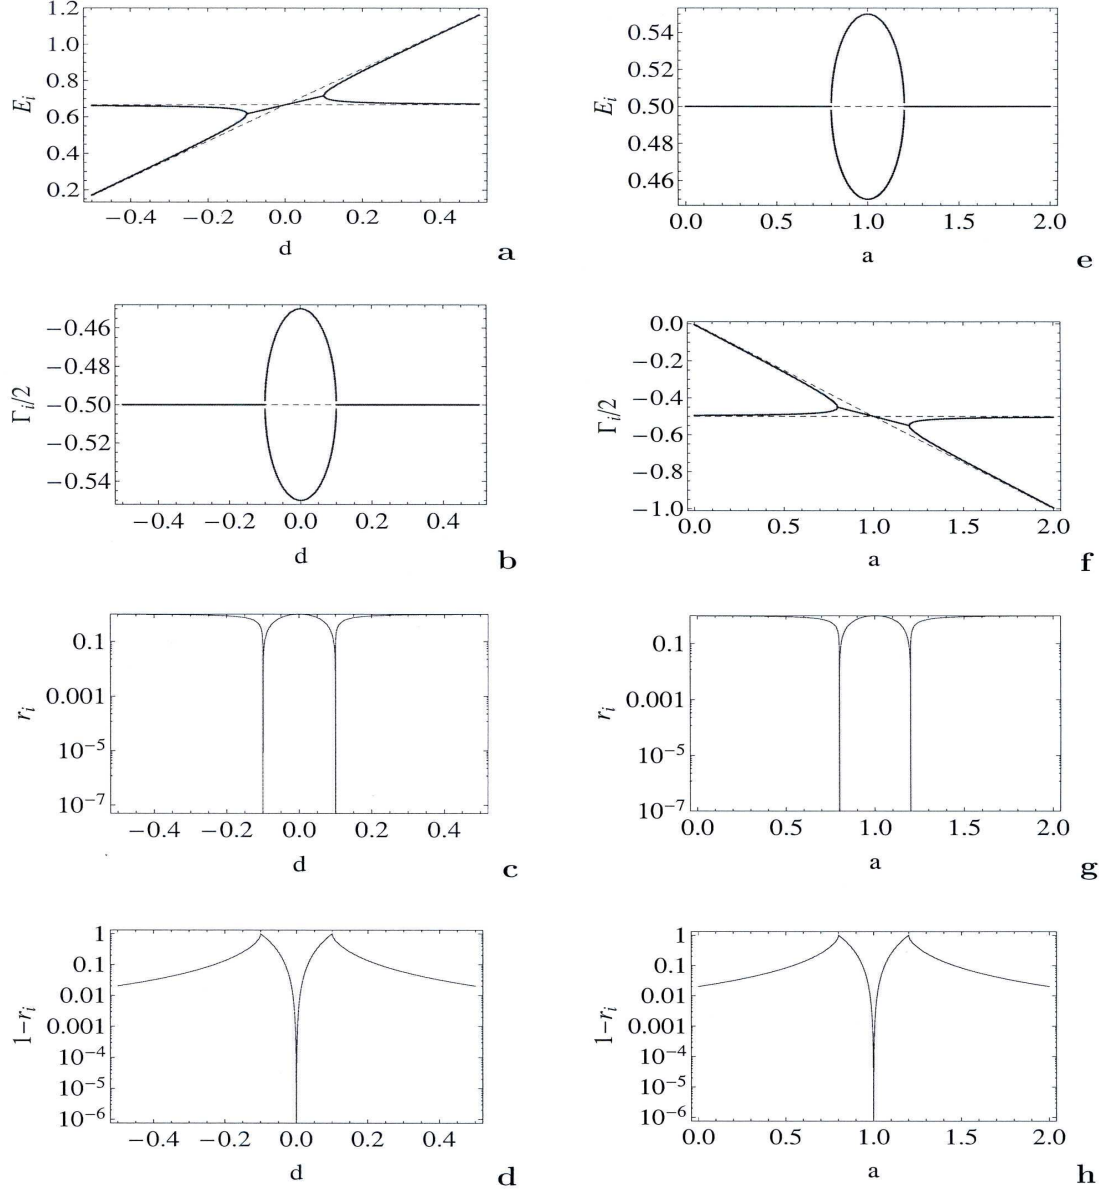 1.2
1.0
0.8
0.6
0.4
0.2
E_i
−0.4 −0.2 0.0 0.2 0.4
d
a
0.54
0.52
0.50
0.48
0.46
E_i
0.0 0.5 1.0 1.5 2.0
a
e
−0.46
−0.48
−0.50
−0.52
−0.54
Γ_i/2
−0.4 −0.2 0.0 0.2 0.4
d
b
0.0
−0.2
−0.4
−0.6
−0.8
−1.0
Γ_i/2
0.0 0.5 1.0 1.5 2.0
a
f
0.1
0.001
10^−5
10^−7
r_i
−0.4 −0.2 0.0 0.2 0.4
d
c
0.1
0.001
10^−5
10^−7
r_i
0.0 0.5 1.0 1.5 2.0
a
g
1
0.1
0.01
0.001
10^−4
10^−5
10^−6
1−r_i
−0.4 −0.2 0.0 0.2 0.4
d
d
1
0.1
0.01
0.001
10^−4
10^−5
10^−6
1−r_i
0.0 0.5 1.0 1.5 2.0
a
h